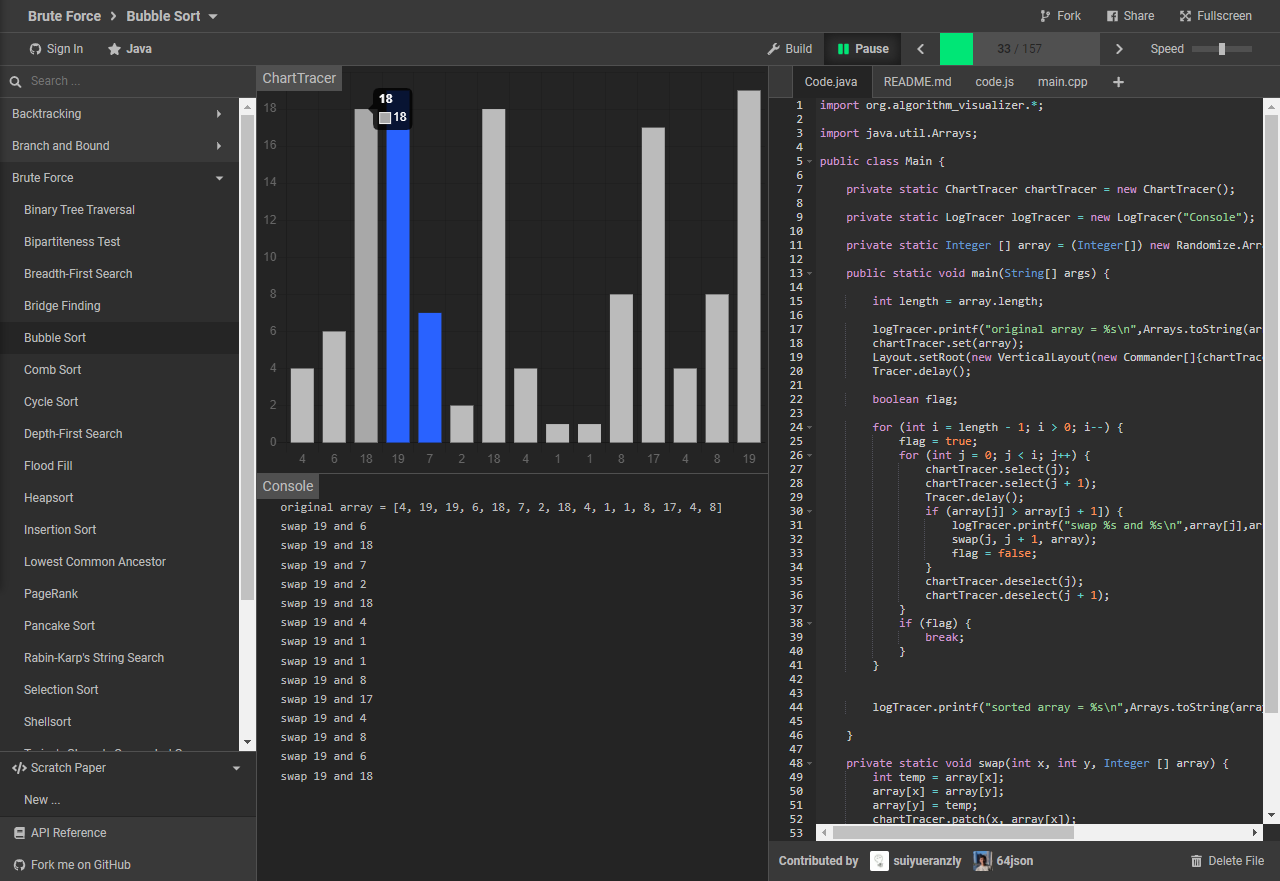 Brute Force > Bubble Sort
Fork Share Fullscreen
Sign In Java
Build Pause 33 / 157 Speed
Search ...
Backtracking
Branch and Bound
Brute Force
Binary Tree Traversal
Bipartiteness Test
Breadth-First Search
Bridge Finding
Bubble Sort
Comb Sort
Cycle Sort
Depth-First Search
Flood Fill
Heapsort
Insertion Sort
Lowest Common Ancestor
PageRank
Pancake Sort
Rabin-Karp's String Search
Selection Sort
Shellsort
Scratch Paper
New ...
API Reference
Fork me on GitHub
ChartTracer
18
18
18
16
14
12
10
8
6
4
2
0
4 6 18 19 7 2 18 4 1 1 8 17 4 8 19
Console
original array = [4, 19, 19, 6, 18, 7, 2, 18, 4, 1, 1, 8, 17, 4, 8]
swap 19 and 6
swap 19 and 18
swap 19 and 7
swap 19 and 2
swap 19 and 18
swap 19 and 4
swap 19 and 1
swap 19 and 1
swap 19 and 8
swap 19 and 17
swap 19 and 4
swap 19 and 8
swap 19 and 6
swap 19 and 18
Code.java README.md code.js main.cpp +
1 import org.algorithm_visualizer.*;
2
3 import java.util.Arrays;
4
5 public class Main {
6
7 private static ChartTracer chartTracer = new ChartTracer();
8
9 private static LogTracer logTracer = new LogTracer("Console");
10
11 private static Integer [] array = (Integer[]) new Randomize.Arr
12
13 public static void main(String[] args) {
14
15 int length = array.length;
16
17 logTracer.printf("original array = %s\n",Arrays.toString(ar
18 chartTracer.set(array);
19 Layout.setRoot(new VerticalLayout(new Commander[]{chartTrac
20 Tracer.delay();
21
22 boolean flag;
23
24 for (int i = length - 1; i > 0; i--) {
25 flag = true;
26 for (int j = 0; j < i; j++) {
27 chartTracer.select(j);
28 chartTracer.select(j + 1);
29 Tracer.delay();
30 if (array[j] > array[j + 1]) {
31 logTracer.printf("swap %s and %s\n",array[j],ar
32 swap(j, j + 1, array);
33 flag = false;
34 }
35 chartTracer.deselect(j);
36 chartTracer.deselect(j + 1);
37 }
38 if (flag) {
39 break;
40 }
41 }
42
43
44 logTracer.printf("sorted array = %s\n",Arrays.toString(arra
45
46 }
47
48 private static void swap(int x, int y, Integer [] array) {
49 int temp = array[x];
50 array[x] = array[y];
51 array[y] = temp;
52 chartTracer.patch(x, array[x]);
53
Contributed by suiyueranzly 64json
Delete File